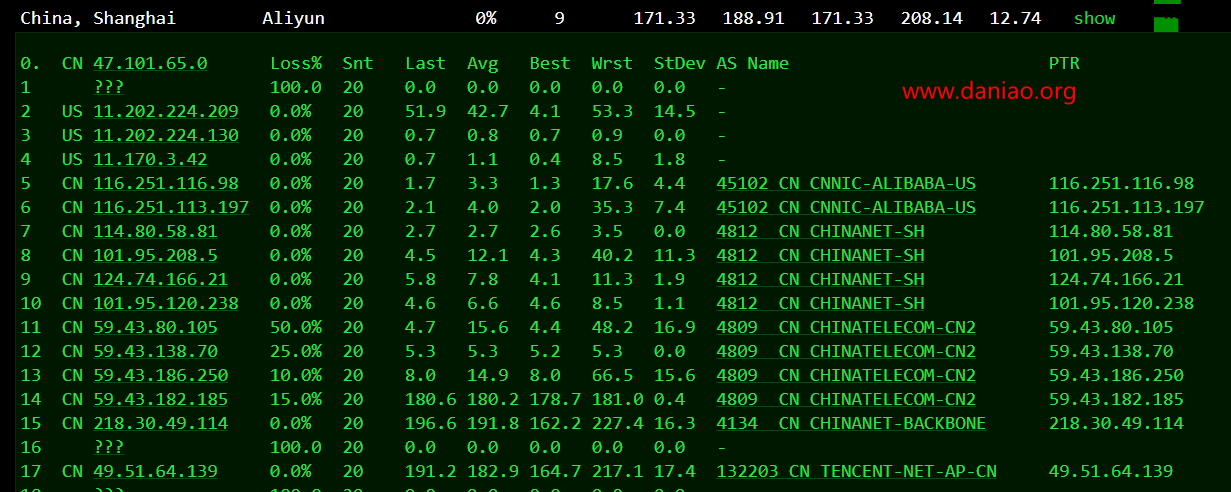 China, Shanghai Aliyun 0% 9 171.33 188.91 171.33 208.14 12.74 show
0. CN 47.101.65.0 Loss% Snt Last Avg Best Wrst StDev AS Name PTR
1 ??? 100.0 20 0.0 0.0 0.0 0.0 0.0 -
www.daniao.org
2 US 11.202.224.209 0.0% 20 51.9 42.7 4.1 53.3 14.5 -
3 US 11.202.224.130 0.0% 20 0.7 0.8 0.7 0.9 0.0 -
4 US 11.170.3.42 0.0% 20 0.7 1.1 0.4 8.5 1.8 -
5 CN 116.251.116.98 0.0% 20 1.7 3.3 1.3 17.6 4.4 45102 CN CNNIC-ALIBABA-US 116.251.116.98
6 CN 116.251.113.197 0.0% 20 2.1 4.0 2.0 35.3 7.4 45102 CN CNNIC-ALIBABA-US 116.251.113.197
7 CN 114.80.58.81 0.0% 20 2.7 2.7 2.6 3.5 0.0 4812 CN CHINANET-SH 114.80.58.81
8 CN 101.95.208.5 0.0% 20 4.5 12.1 4.3 40.2 11.3 4812 CN CHINANET-SH 101.95.208.5
9 CN 124.74.166.21 0.0% 20 5.8 7.8 4.1 11.3 1.9 4812 CN CHINANET-SH 124.74.166.21
10 CN 101.95.120.238 0.0% 20 4.6 6.6 4.6 8.5 1.1 4812 CN CHINANET-SH 101.95.120.238
11 CN 59.43.80.105 50.0% 20 4.7 15.6 4.4 48.2 16.9 4809 CN CHINATELECOM-CN2 59.43.80.105
12 CN 59.43.138.70 25.0% 20 5.3 5.3 5.2 5.3 0.0 4809 CN CHINATELECOM-CN2 59.43.138.70
13 CN 59.43.186.250 10.0% 20 8.0 14.9 8.0 66.5 15.6 4809 CN CHINATELECOM-CN2 59.43.186.250
14 CN 59.43.182.185 15.0% 20 180.6 180.2 178.7 181.0 0.4 4809 CN CHINATELECOM-CN2 59.43.182.185
15 CN 218.30.49.114 0.0% 20 196.6 191.8 162.2 227.4 16.3 4134 CN CHINANET-BACKBONE 218.30.49.114
16 ??? 100.0 20 0.0 0.0 0.0 0.0 0.0 -
17 CN 49.51.64.139 0.0% 20 191.2 182.9 164.7 217.1 17.4 132203 CN TENCENT-NET-AP-CN 49.51.64.139